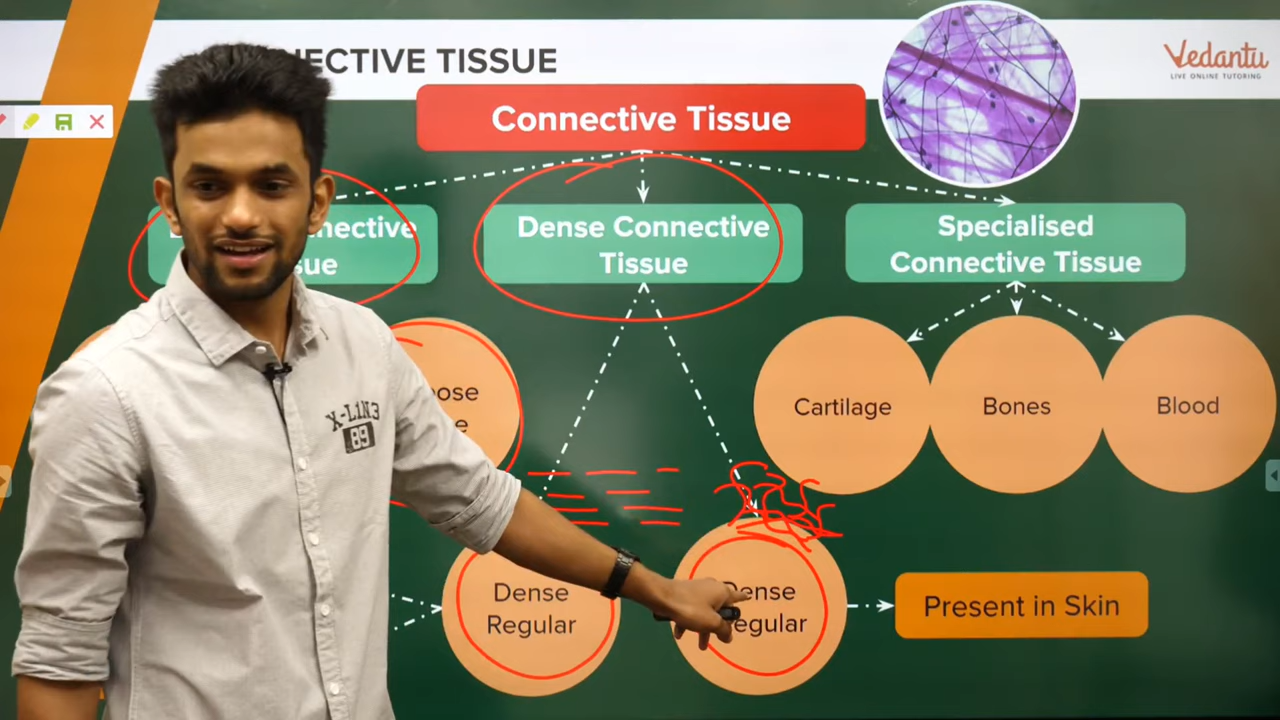 ECTIVE TISSUE
Vedantu
LIVE ONLINE TUTORING
Connective Tissue
nective
sue
Dense Connective
Tissue
Specialised
Connective Tissue
ose
e
Cartilage
Bones
Blood
X-L1N3
89
Dense
Regular
Dense
egular
Present in Skin